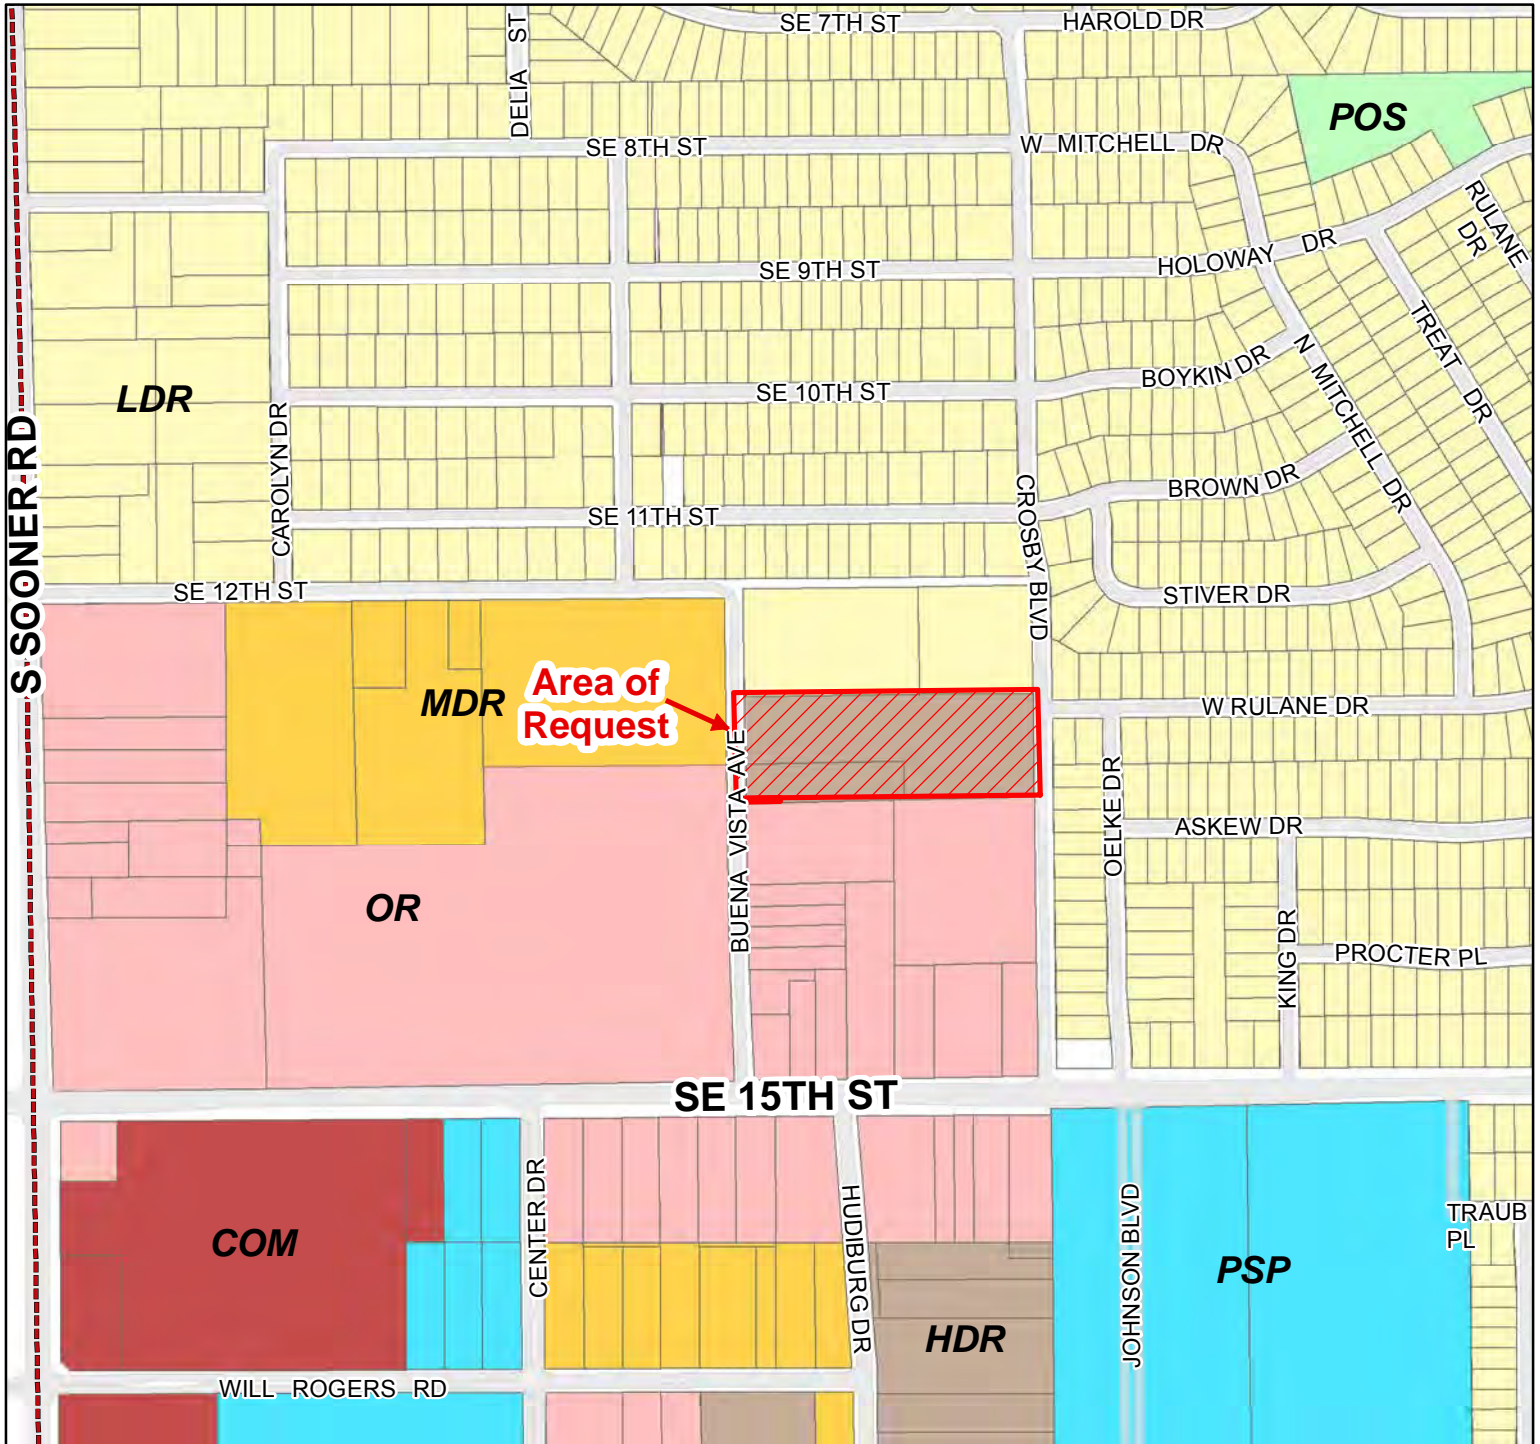 SE 7TH ST
HAROLD DR
DELIA ST
POS
SE 8TH ST
W MITCHELL DR
RULANE
DR
SE 9TH ST
HOLOWAY DR
TREAT DR
N MITCHELL DR
BOYKIN DR
SE 10TH ST
LDR
CAROLYN DR
S SOONER RD
BROWN DR
SE 11TH ST
CROSBY BLVD
SE 12TH ST
STIVER DR
MDR
Area of
Request
W RULANE DR
BUENA VISTA AVE
OELKE DR
ASKEW DR
OR
KING DR
PROCTER PL
SE 15TH ST
COM
CENTER DR
HUDIBURG DR
JOHNSON BLVD
TRAUB
PL
PSP
HDR
WILL ROGERS RD